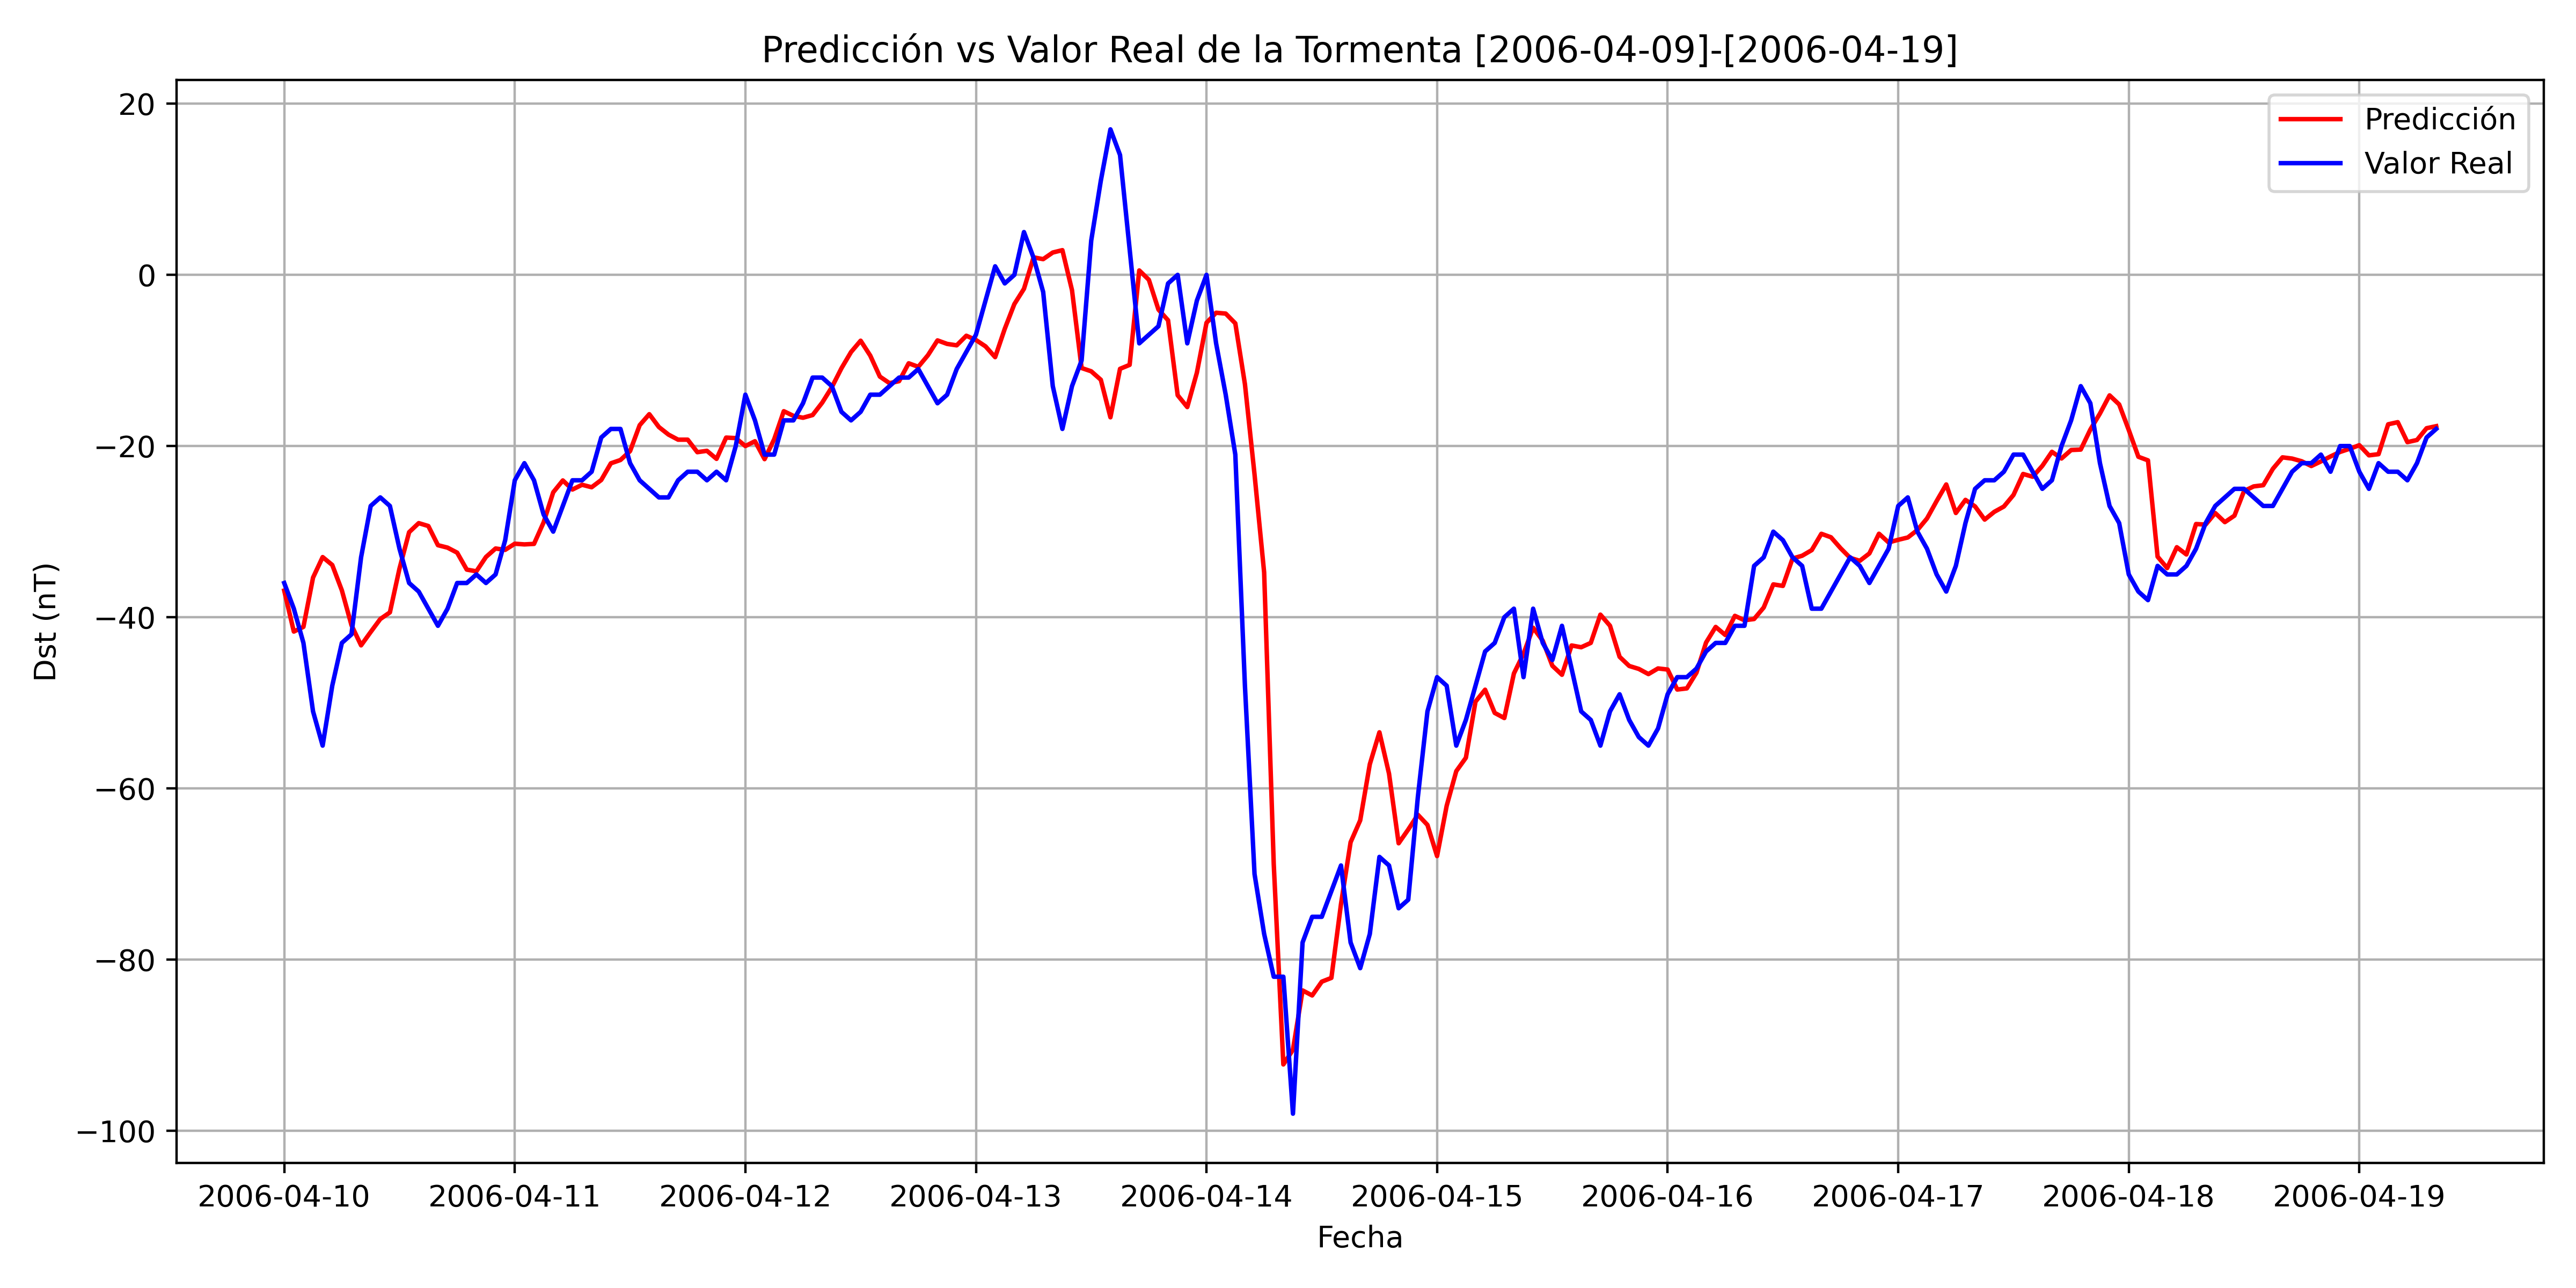 Predicción vs Valor Real de la Tormenta [2006-04-09]-[2006-04-19]
Predicción
Valor Real
20
0
−20
−40
−60
−80
−100
Dst (nT)
2006-04-10 2006-04-11 2006-04-12 2006-04-13 2006-04-14 2006-04-15 2006-04-16 2006-04-17 2006-04-18 2006-04-19
Fecha